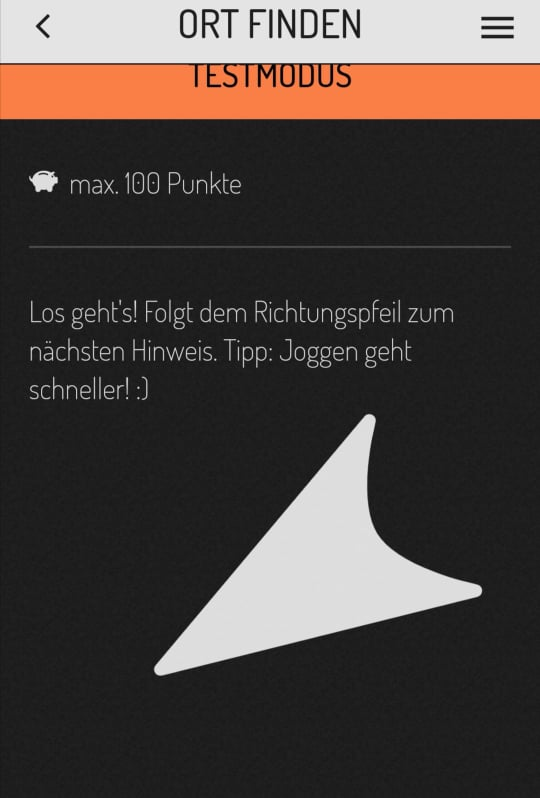 ORT FINDEN
TESTMODUS
max. 100 Punkte
Los geht's! Folgt dem Richtungspfeil zum
nächsten Hinweis. Tipp: Joggen geht
schneller! :)